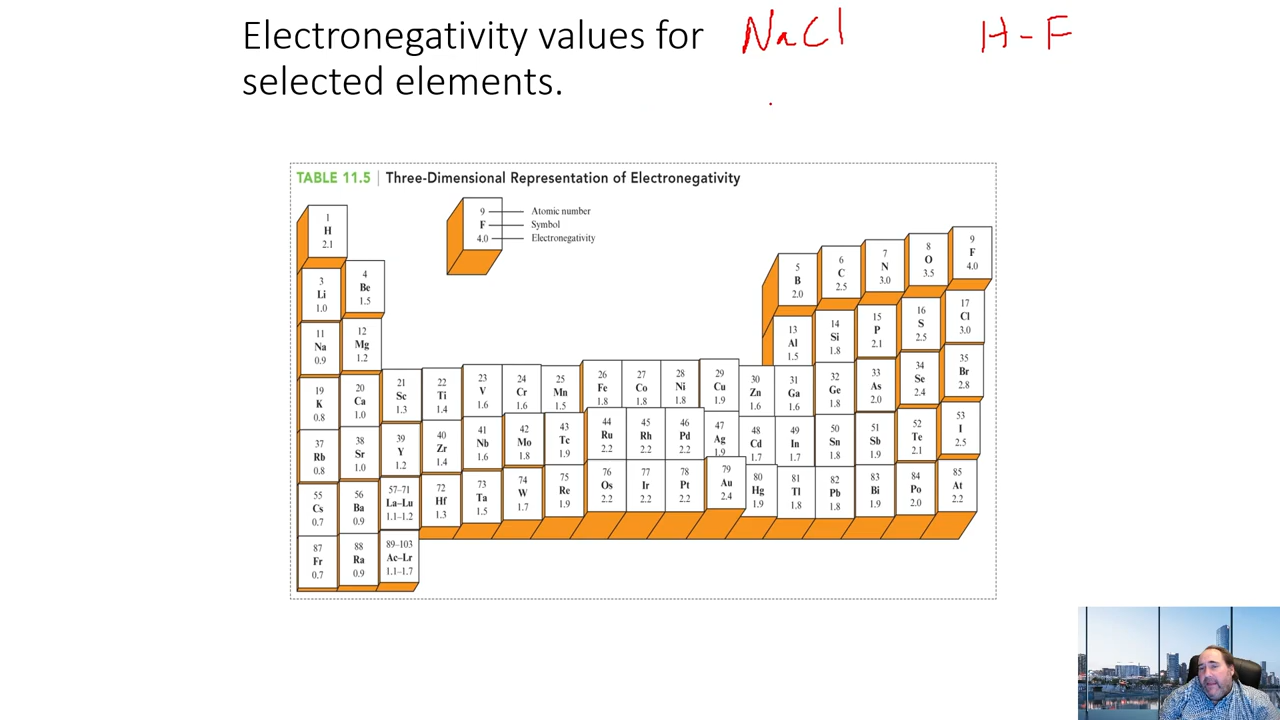 Electronegativity values for NaCl H-F
selected elements.
TABLE 11.5 | Three-Dimensional Representation of Electronegativity
9 Atomic number
F Symbol
4.0 Electronegativity
1
H
2.1
5
B
2.0
6
C
2.5
7
N
3.0
8
O
3.5
9
F
4.0
3
Li
1.0
4
Be
1.5
11
Na
0.9
12
Mg
1.2
13
Al
1.5
14
Si
1.8
15
P
2.1
16
S
2.5
17
Cl
3.0
19
K
0.8
20
Ca
1.0
21
Sc
1.3
22
Ti
1.4
23
V
1.6
24
Cr
1.6
25
Mn
1.5
26
Fe
1.8
27
Co
1.8
28
Ni
1.8
29
Cu
1.9
30
Zn
1.6
31
Ga
1.6
32
Ge
1.8
33
As
2.0
34
Se
2.4
35
Br
2.8
37
Rb
0.8
38
Sr
1.0
39
Y
1.2
40
Zr
1.4
41
Nb
1.6
42
Mo
1.8
43
Tc
1.9
44
Ru
2.2
45
Rh
2.2
46
Pd
2.2
47
Ag
1.9
48
Cd
1.7
49
In
1.7
50
Sn
1.8
51
Sb
1.9
52
Te
2.1
53
I
2.5
55
Cs
0.7
56
Ba
0.9
57–71
La–Lu
1.1–1.2
72
Hf
1.3
73
Ta
1.5
74
W
1.7
75
Re
1.9
76
Os
2.2
77
Ir
2.2
78
Pt
2.2
79
Au
2.4
80
Hg
1.9
81
Tl
1.8
82
Pb
1.8
83
Bi
1.9
84
Po
2.0
85
At
2.2
87
Fr
0.7
88
Ra
0.9
89–103
Ac–Lr
1.1–1.7